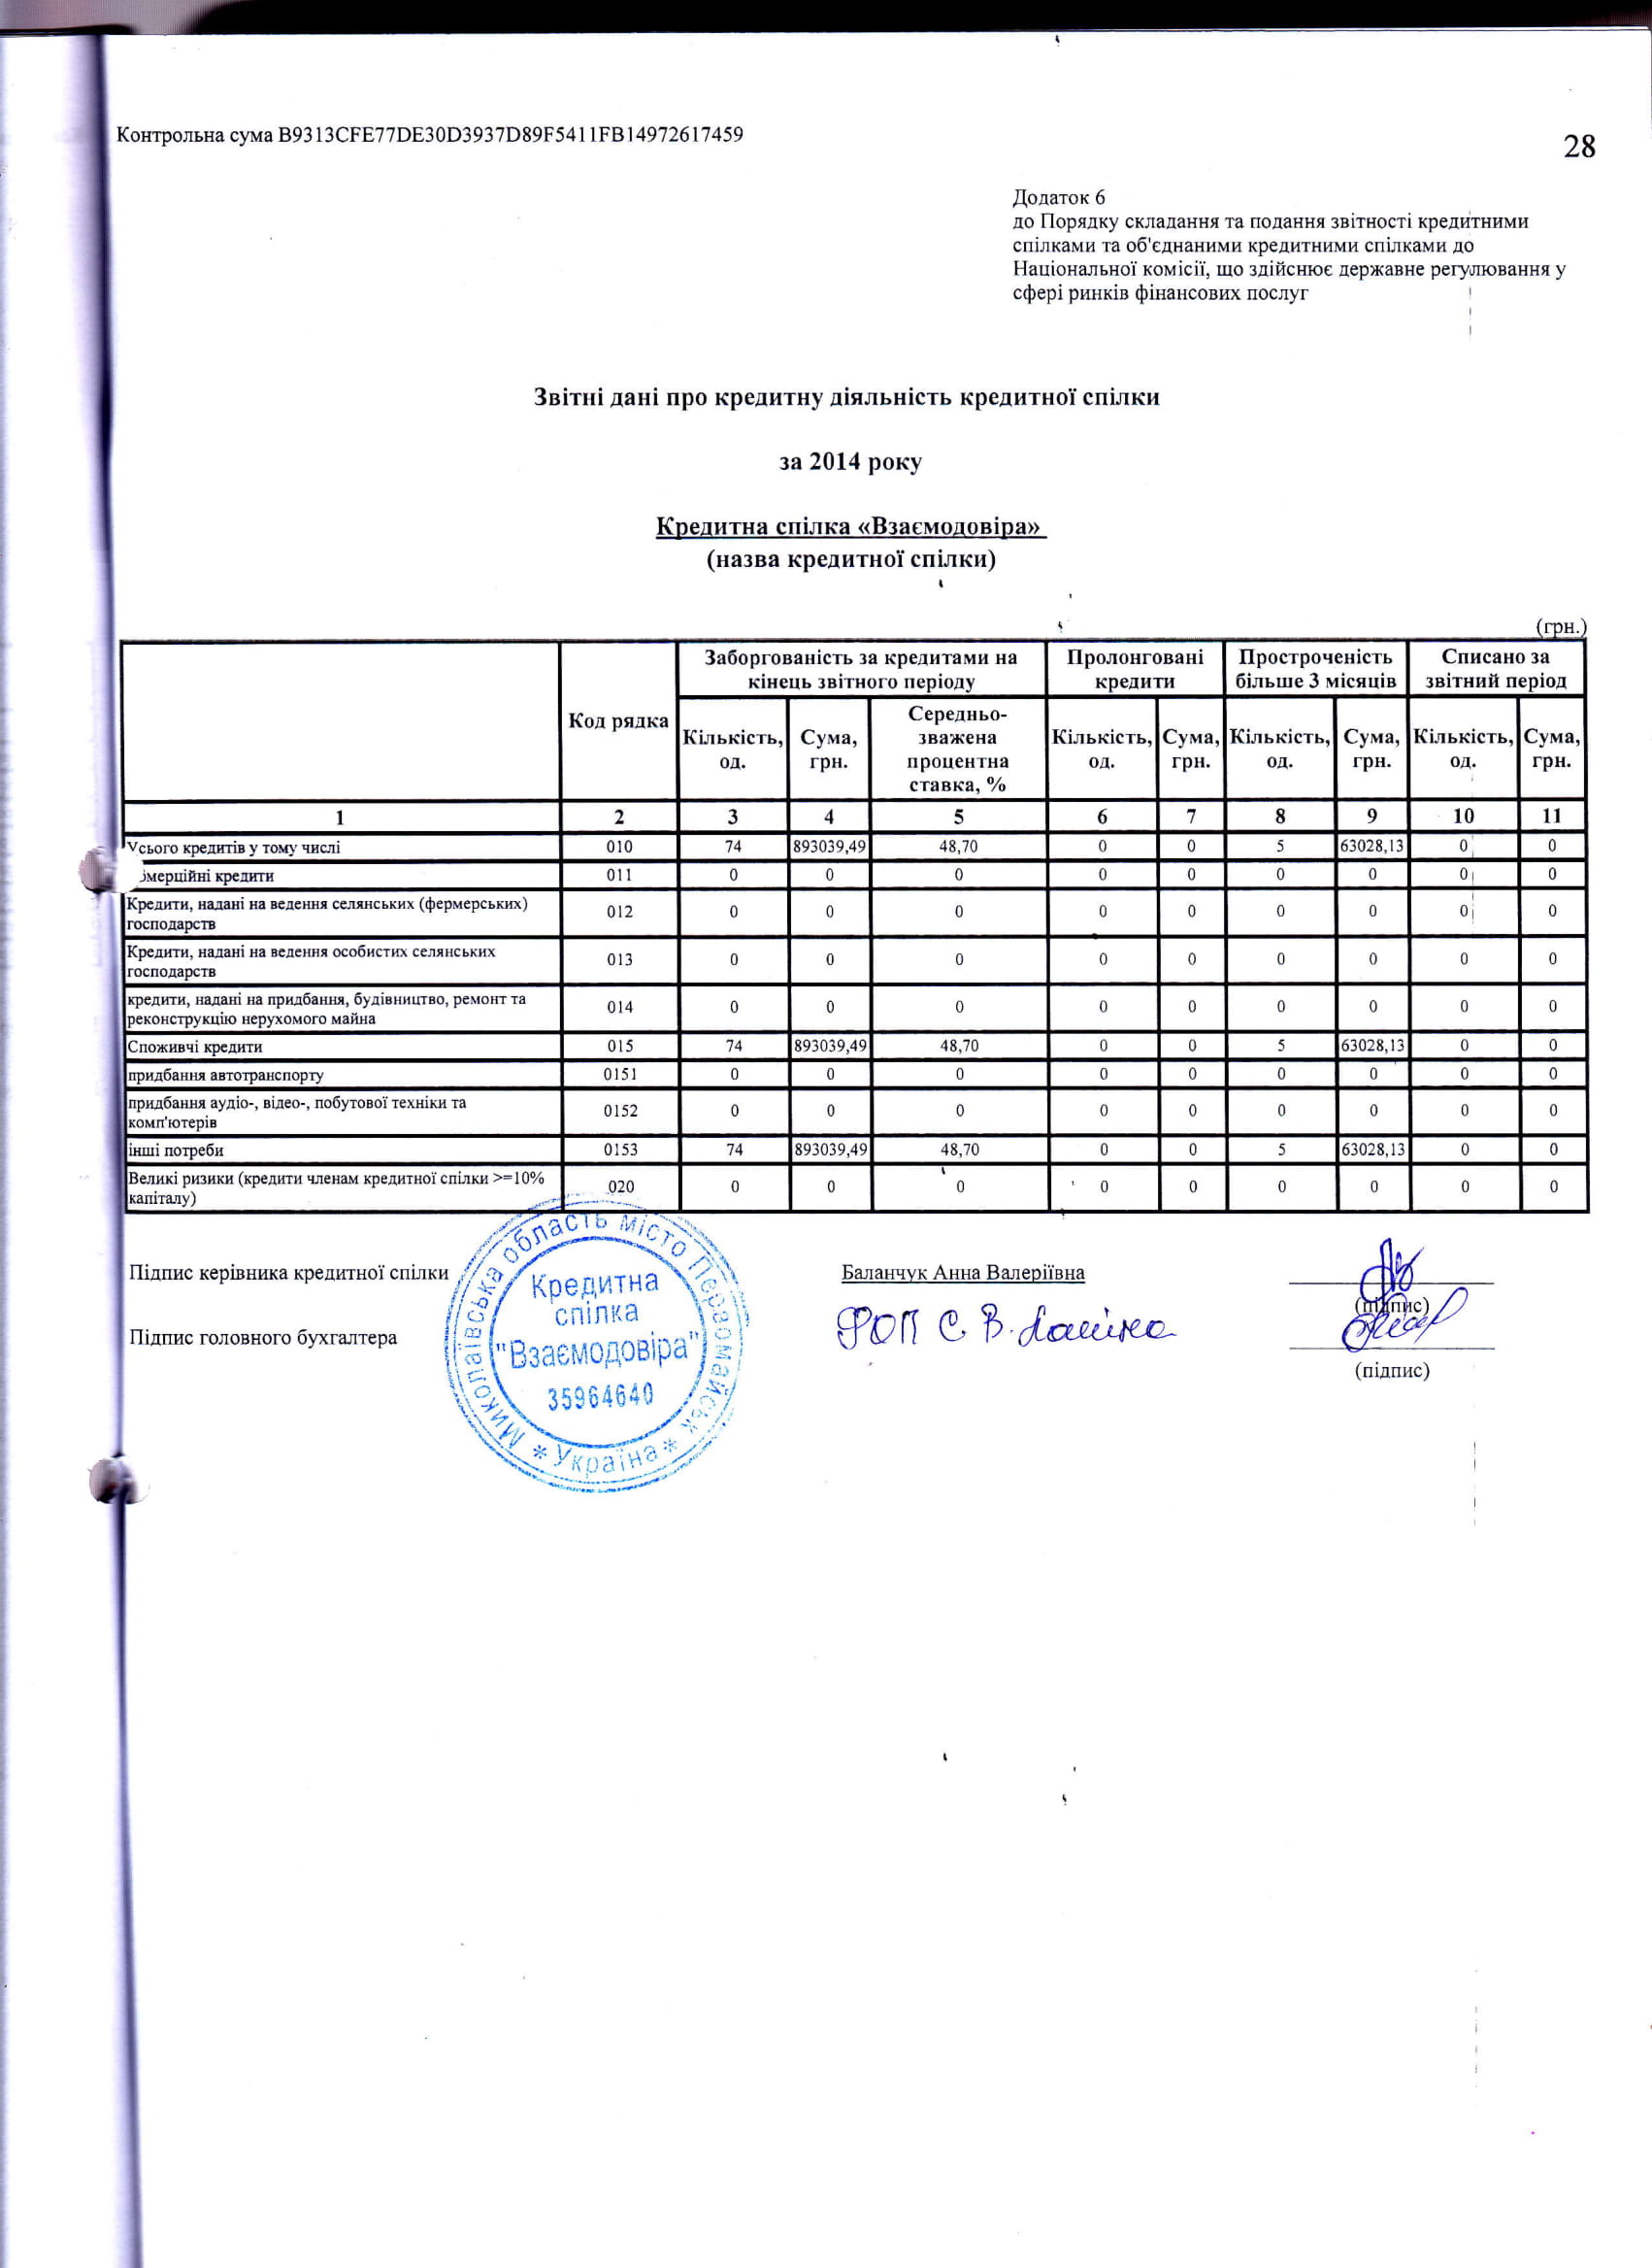 Контрольна сума B9313CFE77DE30D3937D89F5411FB14972617459
28
Додаток 6
до Порядку складання та подання звітності кредитними
спілками та об'єднаними кредитними спілками до
Національної комісії, що здійснює державне регулювання у
сфері ринків фінансових послуг
Звітні дані про кредитну діяльність кредитної спілки
за 2014 року
Кредитна спілка «Взаємодовіра»
(назва кредитної спілки)
(грн.)
Код рядка
Заборгованість за кредитами на
кінець звітного періоду
Пролонговані
кредити
Простроченість
більше 3 місяців
Списано за
звітний період
Кількість,
од.
Сума,
грн.
Середньо-
зважена
процентна
ставка, %
Кількість,
од.
Сума,
грн.
Кількість,
од.
Сума,
грн.
Кількість,
од.
Сума,
грн.
1 2 3 4 5 6 7 8 9 10 11
Усього кредитів у тому числі 010 74 893039,49 48,70 0 0 5 63028,13 0 0
омерційні кредити 011 0 0 0 0 0 0 0 0 0
Кредити, надані на ведення селянських (фермерських)
господарств 012 0 0 0 0 0 0 0 0 0
Кредити, надані на ведення особистих селянських
господарств 013 0 0 0 0 0 0 0 0 0
кредити, надані на придбання, будівництво, ремонт та
реконструкцію нерухомого майна 014 0 0 0 0 0 0 0 0 0
Споживчі кредити 015 74 893039,49 48,70 0 0 5 63028,13 0 0
придбання автотранспорту 0151 0 0 0 0 0 0 0 0 0
придбання аудіо-, відео-, побутової техніки та
комп'ютерів 0152 0 0 0 0 0 0 0 0 0
інші потреби 0153 74 893039,49 48,70 0 0 5 63028,13 0 0
Великі ризики (кредити членам кредитної спілки >=10%
капіталу) 020 0 0 0 0 0 0 0 0 0
Підпис керівника кредитної спілки Баланчук Анна Валеріївна
(підпис)
Підпис головного бухгалтера ФОП С. В.
(підпис)
Миколаївська область місто Первомайськ
* Україна *
Кредитна
спілка
"Взаємодовіра"
35964640